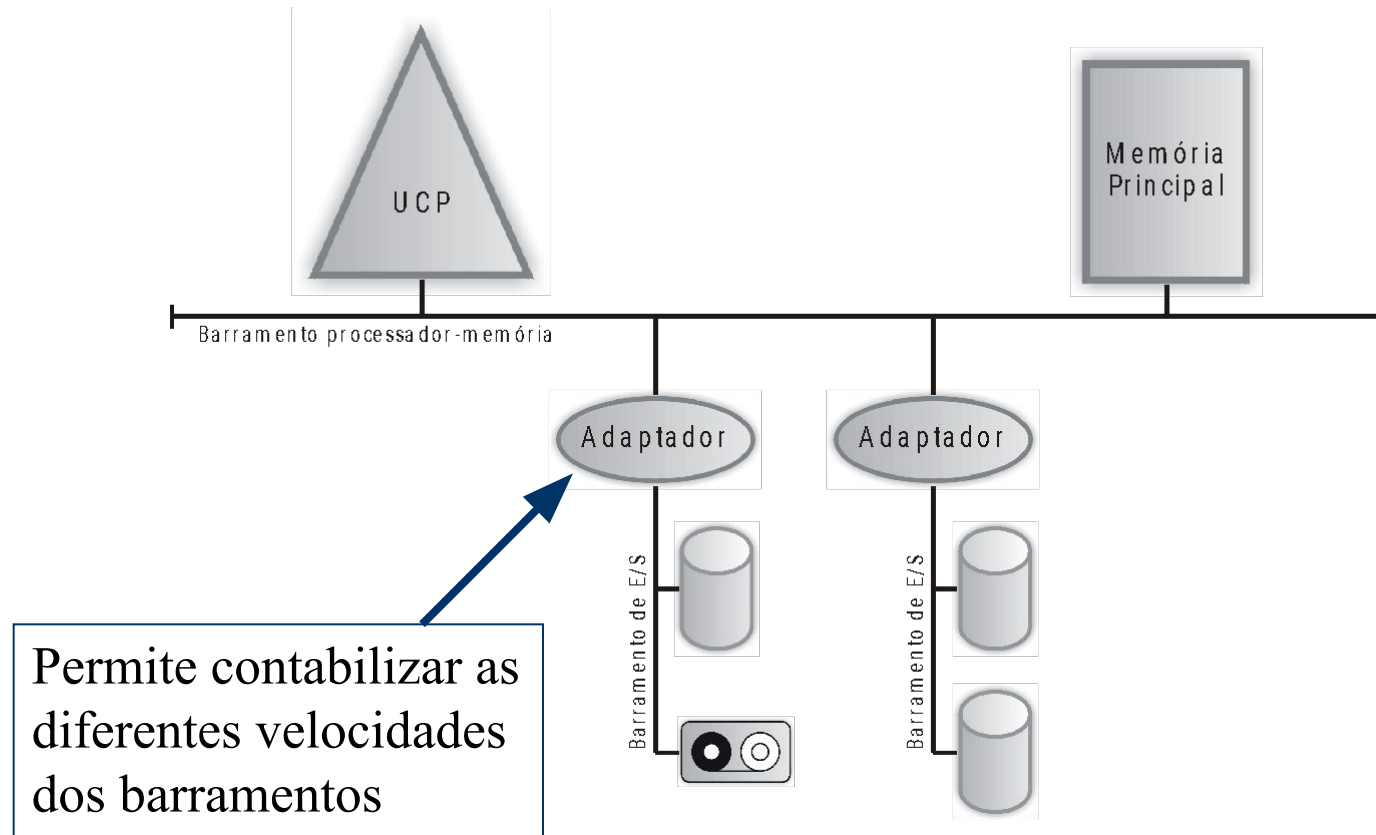 UCP
Memória
Principal
Barramento processador-memória
Adaptador
Adaptador
Barramento de E/S
Barramento de E/S
Permite contabilizar as
diferentes velocidades
dos barramentos